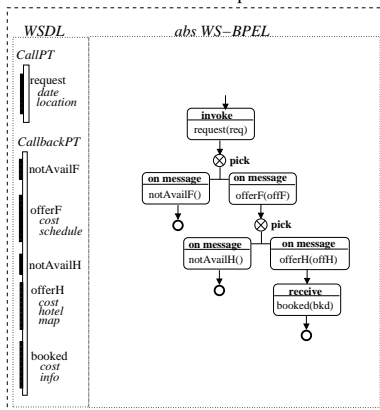 WSDL
abs WS–BPEL
CallPT
request
date
location
CallbackPT
notAvailF
offerF
cost
schedule
notAvailH
offerH
cost
hotel
map
booked
cost
info
invoke
request(req)
pick
on message
notAvailF()
on message
offerF(offF)
pick
on message
notAvailH()
on message
offerH(offH)
receive
booked(bkd)